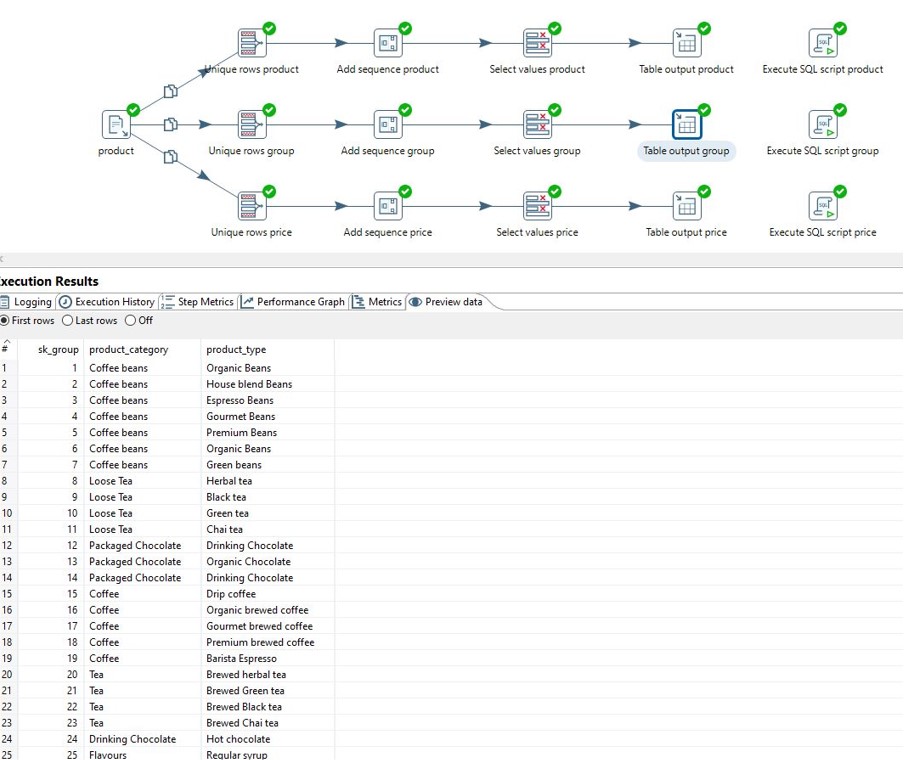 Unique rows product
Add sequence product
Select values product
Table output product
Execute SQL script product
product
Unique rows group
Add sequence group
Select values group
Table output group
Execute SQL script group
Unique rows price
Add sequence price
Select values price
Table output price
Execute SQL script price
xecution Results
Logging Execution History Step Metrics Performance Graph Metrics Preview data
First rows Last rows Off
# sk_group product_category product_type
1 1 Coffee beans Organic Beans
2 2 Coffee beans House blend Beans
3 3 Coffee beans Espresso Beans
4 4 Coffee beans Gourmet Beans
5 5 Coffee beans Premium Beans
6 6 Coffee beans Organic Beans
7 7 Coffee beans Green beans
8 8 Loose Tea Herbal tea
9 9 Loose Tea Black tea
10 10 Loose Tea Green tea
11 11 Loose Tea Chai tea
12 12 Packaged Chocolate Drinking Chocolate
13 13 Packaged Chocolate Organic Chocolate
14 14 Packaged Chocolate Drinking Chocolate
15 15 Coffee Drip coffee
16 16 Coffee Organic brewed coffee
17 17 Coffee Gourmet brewed coffee
18 18 Coffee Premium brewed coffee
19 19 Coffee Barista Espresso
20 20 Tea Brewed herbal tea
21 21 Tea Brewed Green tea
22 22 Tea Brewed Black tea
23 23 Tea Brewed Chai tea
24 24 Drinking Chocolate Hot chocolate
25 25 Flavours Regular syrup